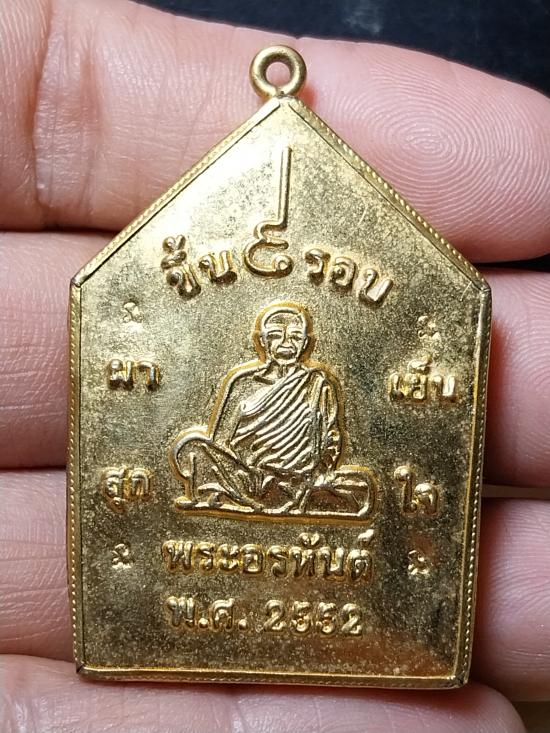 ขึ้น ๕ รอบ
ผา เย็น
สุก ใจ
พระอรหันต์
พ.ศ. 2552